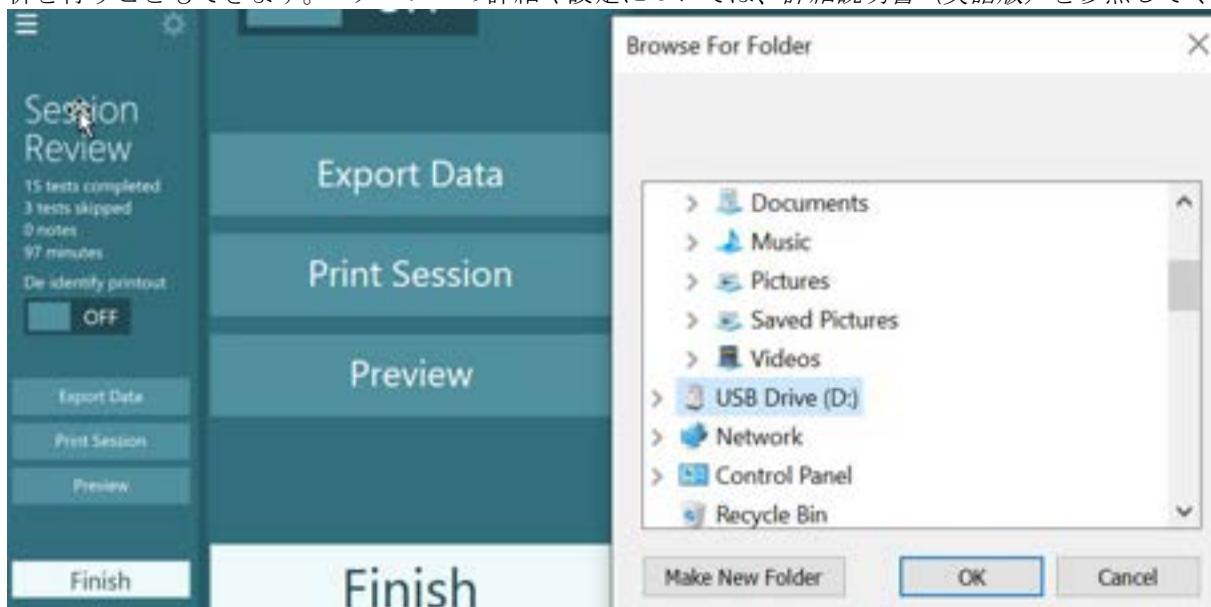 Session
Review
15 tests completed
3 tests skipped
0 notes
97 minutes
De identify printout
OFF
Export Data
Print Session
Preview
Finish
Export Data
Print Session
Preview
Finish
Browse For Folder
Documents
Music
Pictures
Saved Pictures
Videos
USB Drive (D:)
Network
Control Panel
Recycle Bin
Make New Folder
OK
Cancel